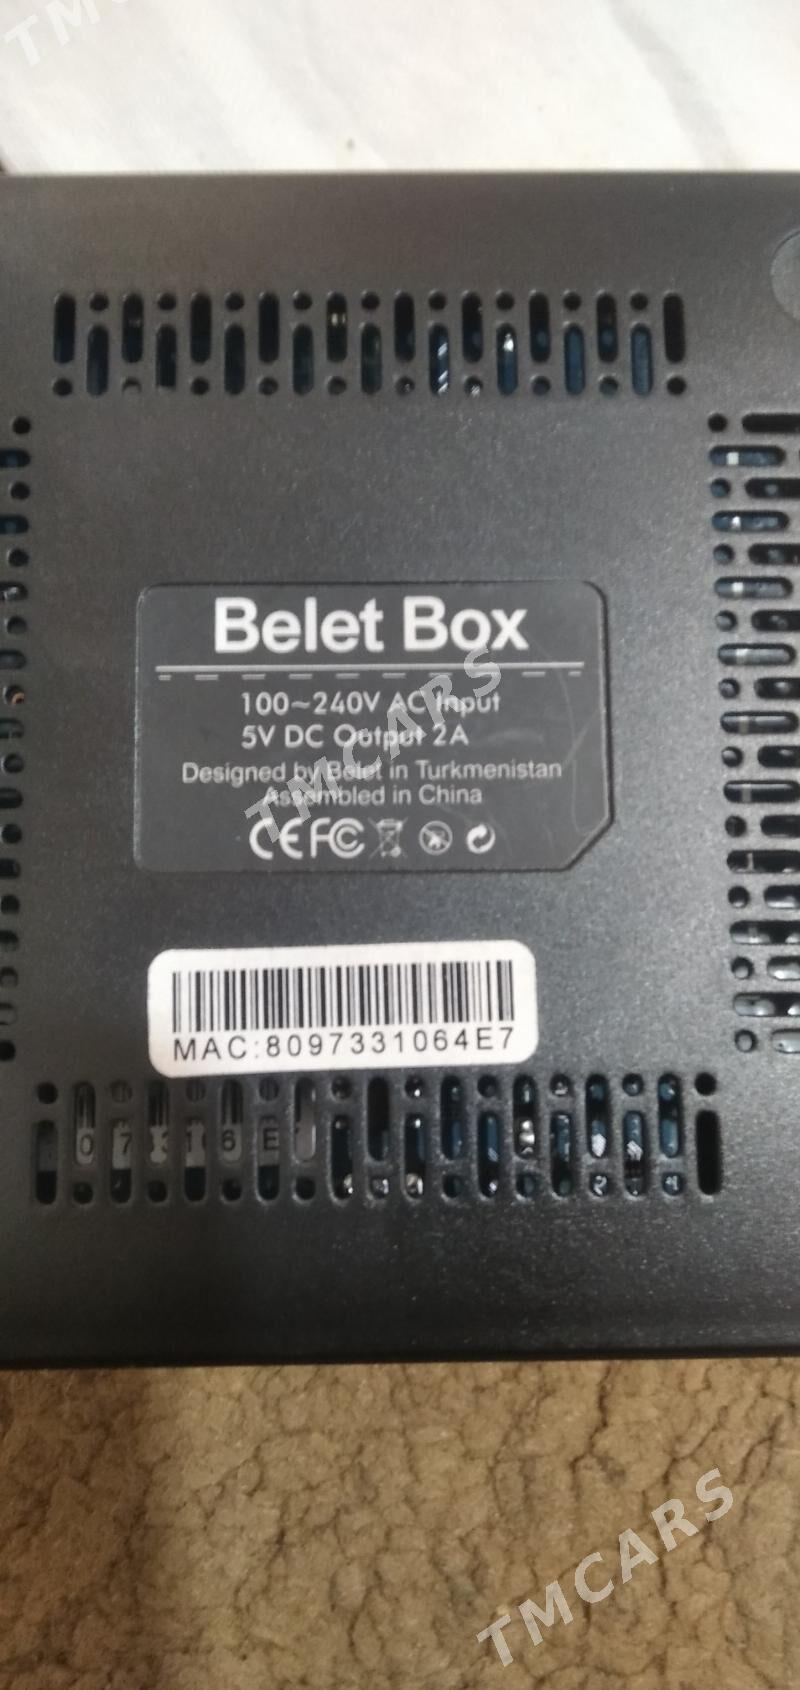 TMCARS
Belet Box
100~240V AC Input
5V DC Output 2A
Designed by Belet in Turkmenistan
Assembled in China
CE FC
TMCARS
MAC:8097331064E7
TMCARS